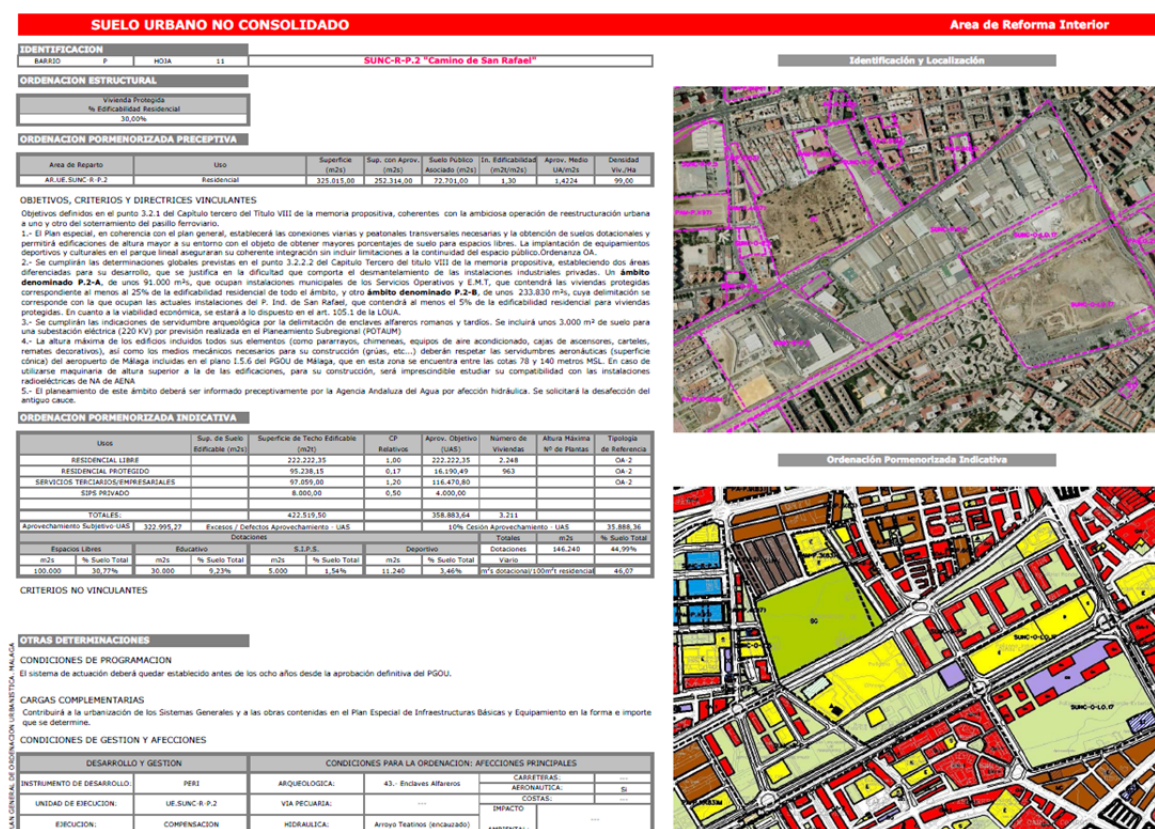 SUELO URBANO NO CONSOLIDADO
Area de Reforma Interior
IDENTIFICACION
BARRIO P HOJA 11 SUNC-R-P.2 "Camino de San Rafael"
ORDENACION ESTRUCTURAL
Vivienda Protegida
% Edificabilidad Residencial
30,00%
ORDENACION PORMENORIZADA PRECEPTIVA
Area de Reparto Uso Superficie (m2s) Sup. con Aprov. (m2s) Suelo Público Asociado (m2s) In. Edificabilidad (m2t/m2s) Aprov. Medio UA/m2s Densidad Viv./Ha
AR.UE.SUNC-R-P.2 Residencial 325.015,00 252.314,00 72.701,00 1,30 1,4224 99,00
OBJETIVOS, CRITERIOS Y DIRECTRICES VINCULANTES
Objetivos definidos en el punto 3.2.1 del Capítulo tercero del Título VIII de la memoria propositiva, coherentes con la ambiciosa operación de reestructuración urbana
a uno y otro del soterramiento del pasillo ferroviario.
1.- El Plan especial, en coherencia con el plan general, establecerá las conexiones viarias y peatonales transversales necesarias y la obtención de suelos dotacionales y
permitirá edificaciones de altura mayor a su entorno con el objeto de obtener mayores porcentajes de suelo para espacios libres. La implantación de equipamientos
deportivos y culturales en el parque lineal aseguraran su coherente integración sin incluir limitaciones a la continuidad del espacio público.Ordenanza OA.
2.- Se cumplirán las determinaciones globales previstas en el punto 3.2.2.2 del Capítulo Tercero del titulo VIII de la memoria propositiva, estableciendo dos áreas
diferenciadas para su desarrollo, que se justifica en la dificultad que comporta el desmantelamiento de las instalaciones industriales privadas. Un ámbito
denominado P.2-A, de unos 91.000 m²s, que ocupan instalaciones municipales de los Servicios Operativos y E.M.T, que contendrá las viviendas protegidas
correspondiente al menos al 25% de la edificabilidad residencial de todo el ámbito, y otro ámbito denominado P.2-B, de unos 233.830 m²s, cuya delimitación se
corresponde con la que ocupan las actuales instalaciones del P. Ind. de San Rafael, que contendrá al menos el 5% de la edificabilidad residencial para viviendas
protegidas. En cuanto a la viabilidad económica, se estará a lo dispuesto en el art. 105.1 de la LOUA.
3.- Se cumplirán las indicaciones de servidumbre arqueológica por la delimitación de enclaves alfareros romanos y tardíos. Se incluirá unos 3.000 m² de suelo para
una subestación eléctrica (220 KV) por previsión realizada en el Planeamiento Subregional (POTAUM)
4.- La altura máxima de los edificios incluidos todos sus elementos (como pararrayos, chimeneas, equipos de aire acondicionado, cajas de ascensores, carteles,
remates decorativos), así como los medios mecánicos necesarios para su construcción (grúas, etc...) deberán respetar las servidumbres aeronáuticas (superficie
cónica) del aeropuerto de Málaga incluidas en el plano I.5.6 del PGOU de Málaga, que en esta zona se encuentra entre las cotas 78 y 140 metros MSL. En caso de
utilizarse maquinaria de altura superior a la de las edificaciones, para su construcción, será imprescindible estudiar su compatibilidad con las instalaciones
radioeléctricas de NA de AENA
5.- El planeamiento de este ámbito deberá ser informado preceptivamente por la Agencia Andaluza del Agua por afección hidráulica. Se solicitará la desafección del
antiguo cauce.
ORDENACION PORMENORIZADA INDICATIVA
Usos Sup. de Suelo Edificable (m2s) Superficie de Techo Edificable (m2t) CP Relativos Aprov. Objetivo (UAS) Número de Viviendas Altura Máxima Nº de Plantas Tipología de Referencia
RESIDENCIAL LIBRE 222.222,35 1,00 222.222,35 2.248 OA-2
RESIDENCIAL PROTEGIDO 95.238,15 0,17 16.190,49 963 OA-2
SERVICIOS TERCIARIOS/EMPRESARIALES 97.059,00 1,20 116.470,80 OA-2
SIPS PRIVADO 8.000,00 0,50 4.000,00
TOTALES: 422.519,50 358.883,64 3.211
Aprovechamiento Subjetivo-UAS 322.995,27 Excesos / Defectos Aprovechamiento - UAS 10% Cesión Aprovechamiento - UAS 35.888,36
Dotaciones Totales m2s % Suelo Total
Espacios Libres Educativo S.I.P.S. Deportivo Dotaciones 146.240 44,99%
m2s % Suelo Total m2s % Suelo Total m2s % Suelo Total m2s % Suelo Total Viario
100.000 30,77% 30.000 9,23% 5.000 1,54% 11.240 3,46% m²s dotacional/100m²t residencial 46,07
CRITERIOS NO VINCULANTES
OTRAS DETERMINACIONES
CONDICIONES DE PROGRAMACION
El sistema de actuación deberá quedar establecido antes de los ocho años desde la aprobación definitiva del PGOU.
CARGAS COMPLEMENTARIAS
Contribuirá a la urbanización de los Sistemas Generales y a las obras contenidas en el Plan Especial de Infraestructuras Básicas y Equipamiento en la forma e importe
que se determine.
CONDICIONES DE GESTION Y AFECCIONES
DESARROLLO Y GESTION CONDICIONES PARA LA ORDENACION: AFECCIONES PRINCIPALES
INSTRUMENTO DE DESARROLLO: PERI ARQUEOLOGICA: 43.- Enclaves Alfareros CARRETERAS: ---
AERONAUTICA: Si
UNIDAD DE EJECUCION: UE.SUNC-R-P.2 VIA PECUARIA: --- COSTAS: ---
EJECUCION: COMPENSACION HIDRAULICA: Arroyo Teatinos (encauzado) IMPACTO AMBIENTAL: ---
PLAN GENERAL DE ORDENACION URBANISTICA. MALAGA
Identificación y Localización
SUNC-O-LO.17
Ordenación Pormenorizada Indicativa
SG
SUNC-O-LO.17